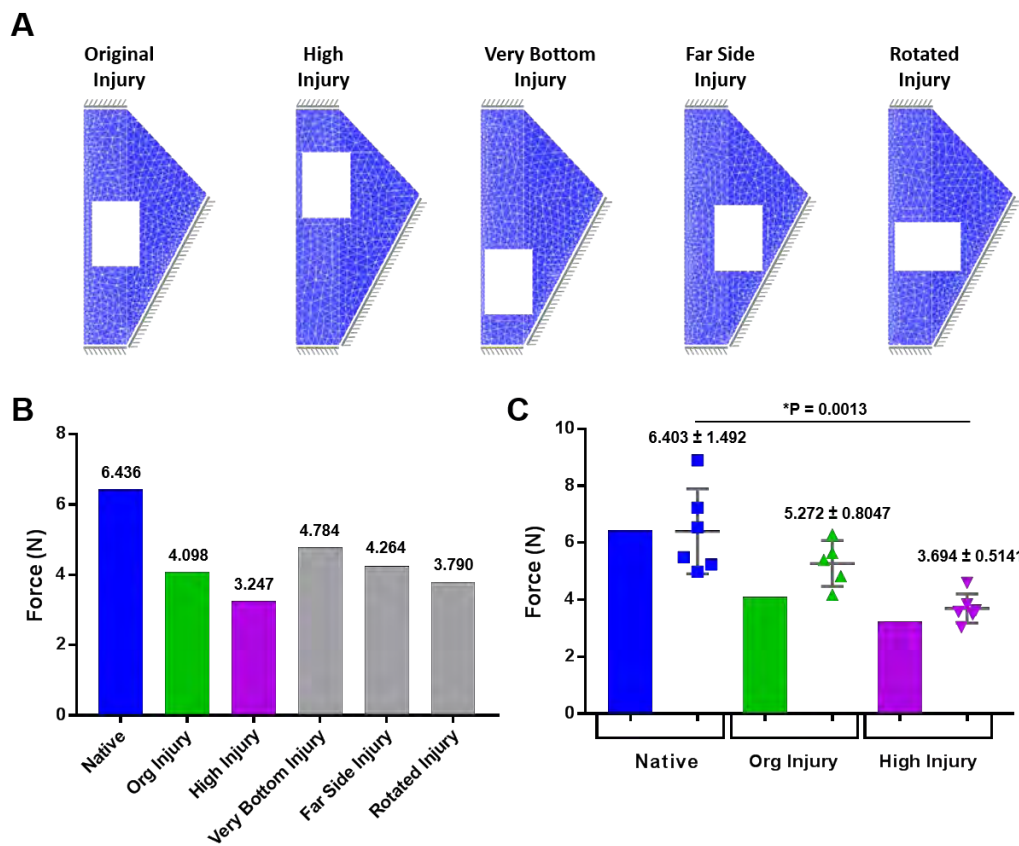 A
Original
Injury
High
Injury
Very Bottom
Injury
Far Side
Injury
Rotated
Injury
B
Force (N)
8
6
4
2
0
6.436
4.098
3.247
4.784
4.264
3.790
Native
Org Injury
High Injury
Very Bottom Injury
Far Side Injury
Rotated Injury
C
Force (N)
10
8
6
4
2
0
*P = 0.0013
6.403 ± 1.492
5.272 ± 0.8047
3.694 ± 0.5141
Native
Org Injury
High Injury